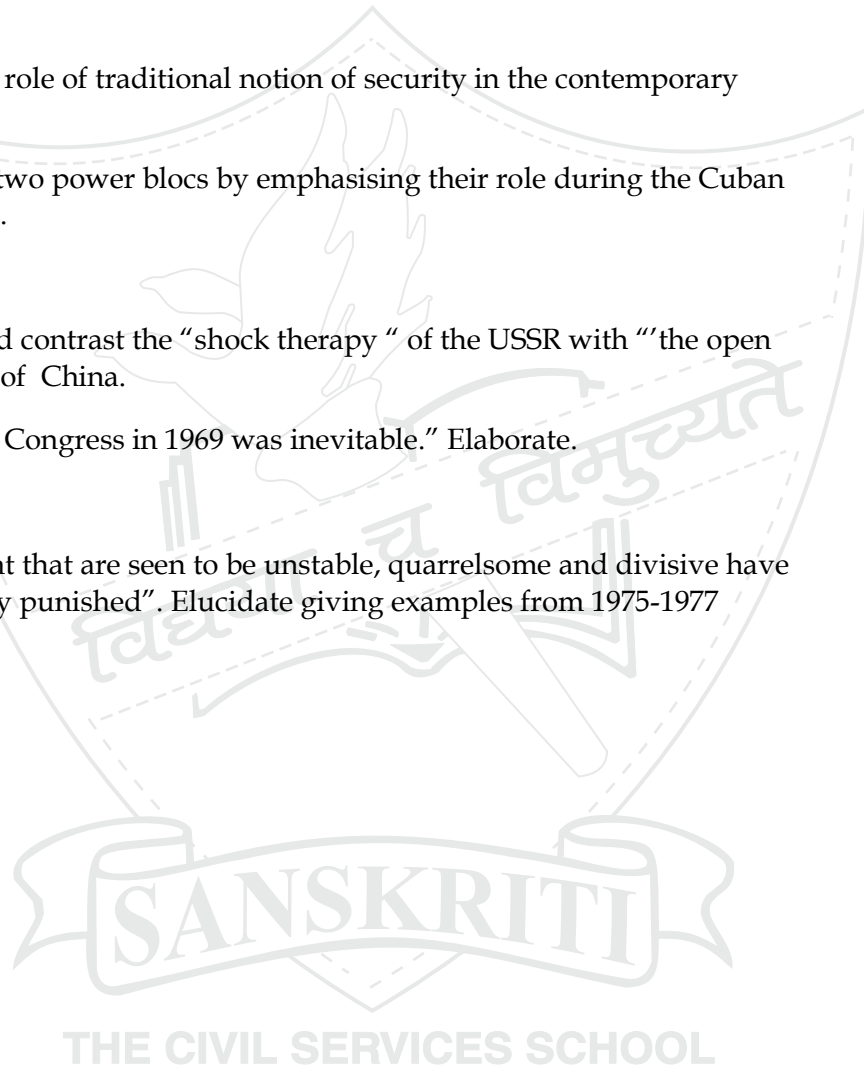 role of traditional notion of security in the contemporary
two power blocs by emphasising their role during the Cuban
.
d contrast the “shock therapy “ of the USSR with “’the open
of China.
Congress in 1969 was inevitable.” Elaborate.
nt that are seen to be unstable, quarrelsome and divisive have
y punished”. Elucidate giving examples from 1975-1977
विद्यया च विमुच्यते
SANSKRITI
THE CIVIL SERVICES SCHOOL